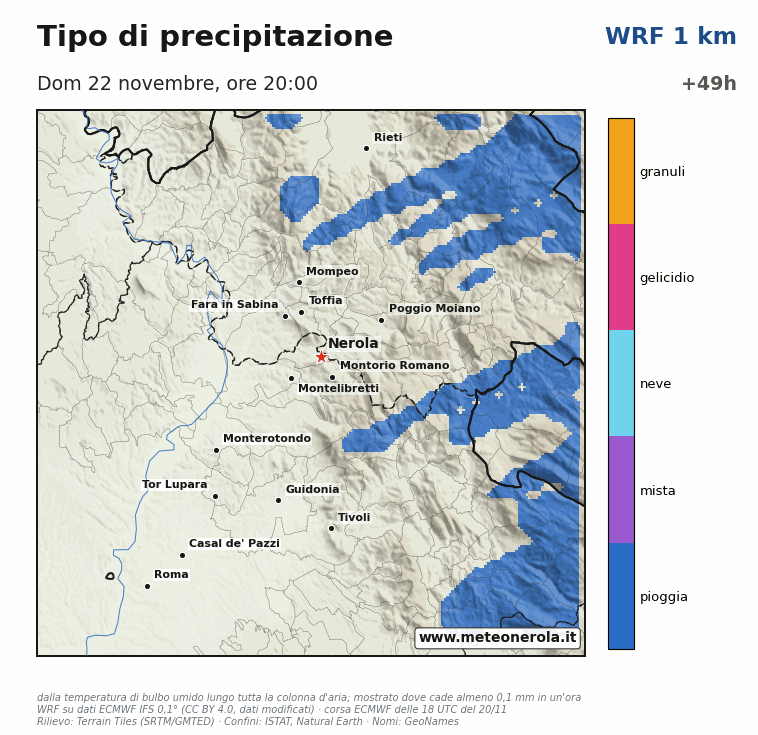 Tipo di precipitazione
WRF 1 km
Dom 22 novembre, ore 20:00
+49h
Rieti
granuli
gelicidio
neve
mista
pioggia
Mompeo
Fara in Sabina
Toffia
Poggio Moiano
Nerola
Montorio Romano
Montelibretti
Monterotondo
Tor Lupara
Guidonia
Tivoli
Casal de' Pazzi
Roma
www.meteonerola.it
dalla temperatura di bulbo umido lungo tutta la colonna d'aria; mostrato dove cade almeno 0,1 mm in un'ora
WRF su dati ECMWF IFS 0,1° (CC BY 4.0, dati modificati) · corsa ECMWF delle 18 UTC del 20/11
Rilievo: Terrain Tiles (SRTM/GMTED) · Confini: ISTAT, Natural Earth · Nomi: GeoNames